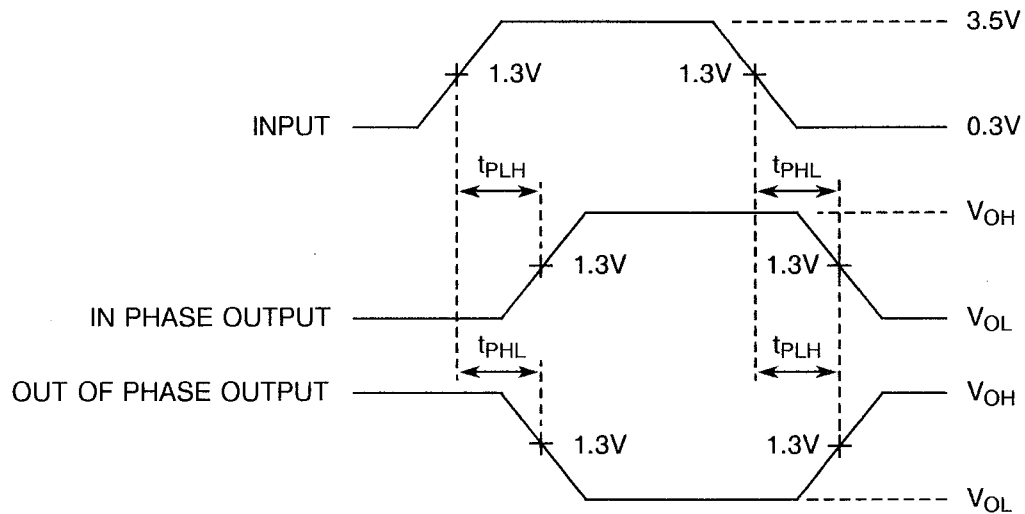 3.5V
1.3V 1.3V
INPUT 0.3V
tPLH tPHL
VOH
1.3V 1.3V
IN PHASE OUTPUT VOL
tPHL tPLH
OUT OF PHASE OUTPUT VOH
1.3V 1.3V
VOL